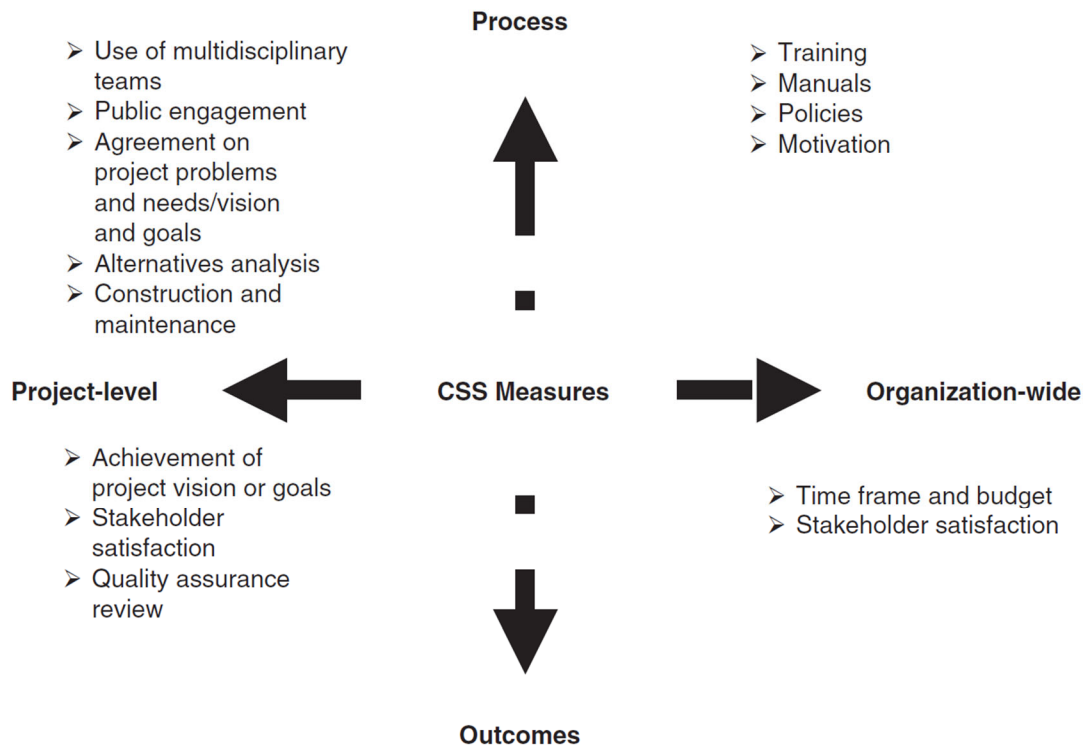 Process
➢ Use of multidisciplinary
teams
➢ Public engagement
➢ Agreement on
project problems
and needs/vision
and goals
➢ Alternatives analysis
➢ Construction and
maintenance
➢ Training
➢ Manuals
➢ Policies
➢ Motivation
Project-level
CSS Measures
Organization-wide
➢ Achievement of
project vision or goals
➢ Stakeholder
satisfaction
➢ Quality assurance
review
➢ Time frame and budget
➢ Stakeholder satisfaction
Outcomes